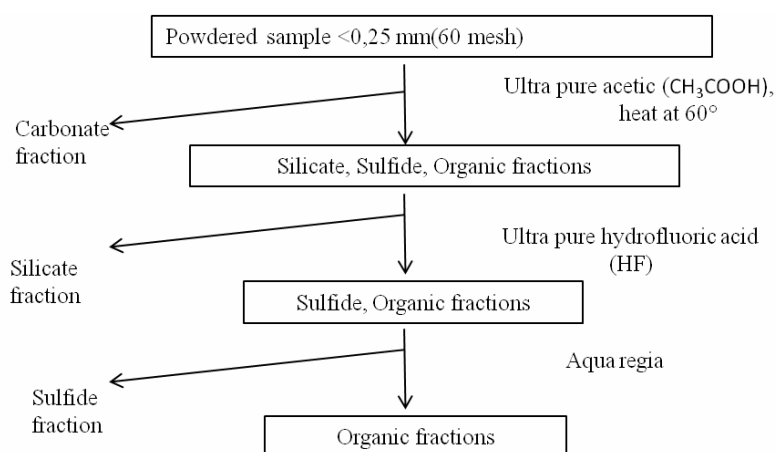 Powdered sample <0,25 mm(60 mesh)
Ultra pure acetic (CH₃COOH),
heat at 60°
Carbonate
fraction
Silicate, Sulfide, Organic fractions
Ultra pure hydrofluoric acid
(HF)
Silicate
fraction
Sulfide, Organic fractions
Aqua regia
Sulfide
fraction
Organic fractions